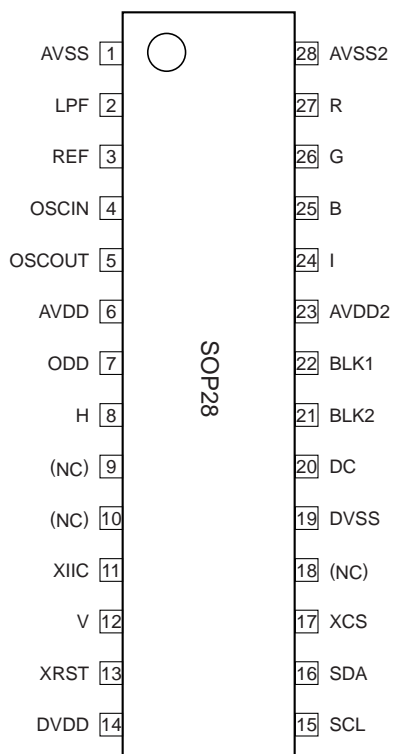 AVSS 1 28 AVSS2
LPF 2 27 R
REF 3 26 G
OSCIN 4 25 B
OSCOUT 5 24 I
AVDD 6 23 AVDD2
ODD 7 22 BLK1
H 8 21 BLK2
(NC) 9 20 DC
(NC) 10 19 DVSS
XIIC 11 18 (NC)
V 12 17 XCS
XRST 13 16 SDA
DVDD 14 15 SCL
SOP28